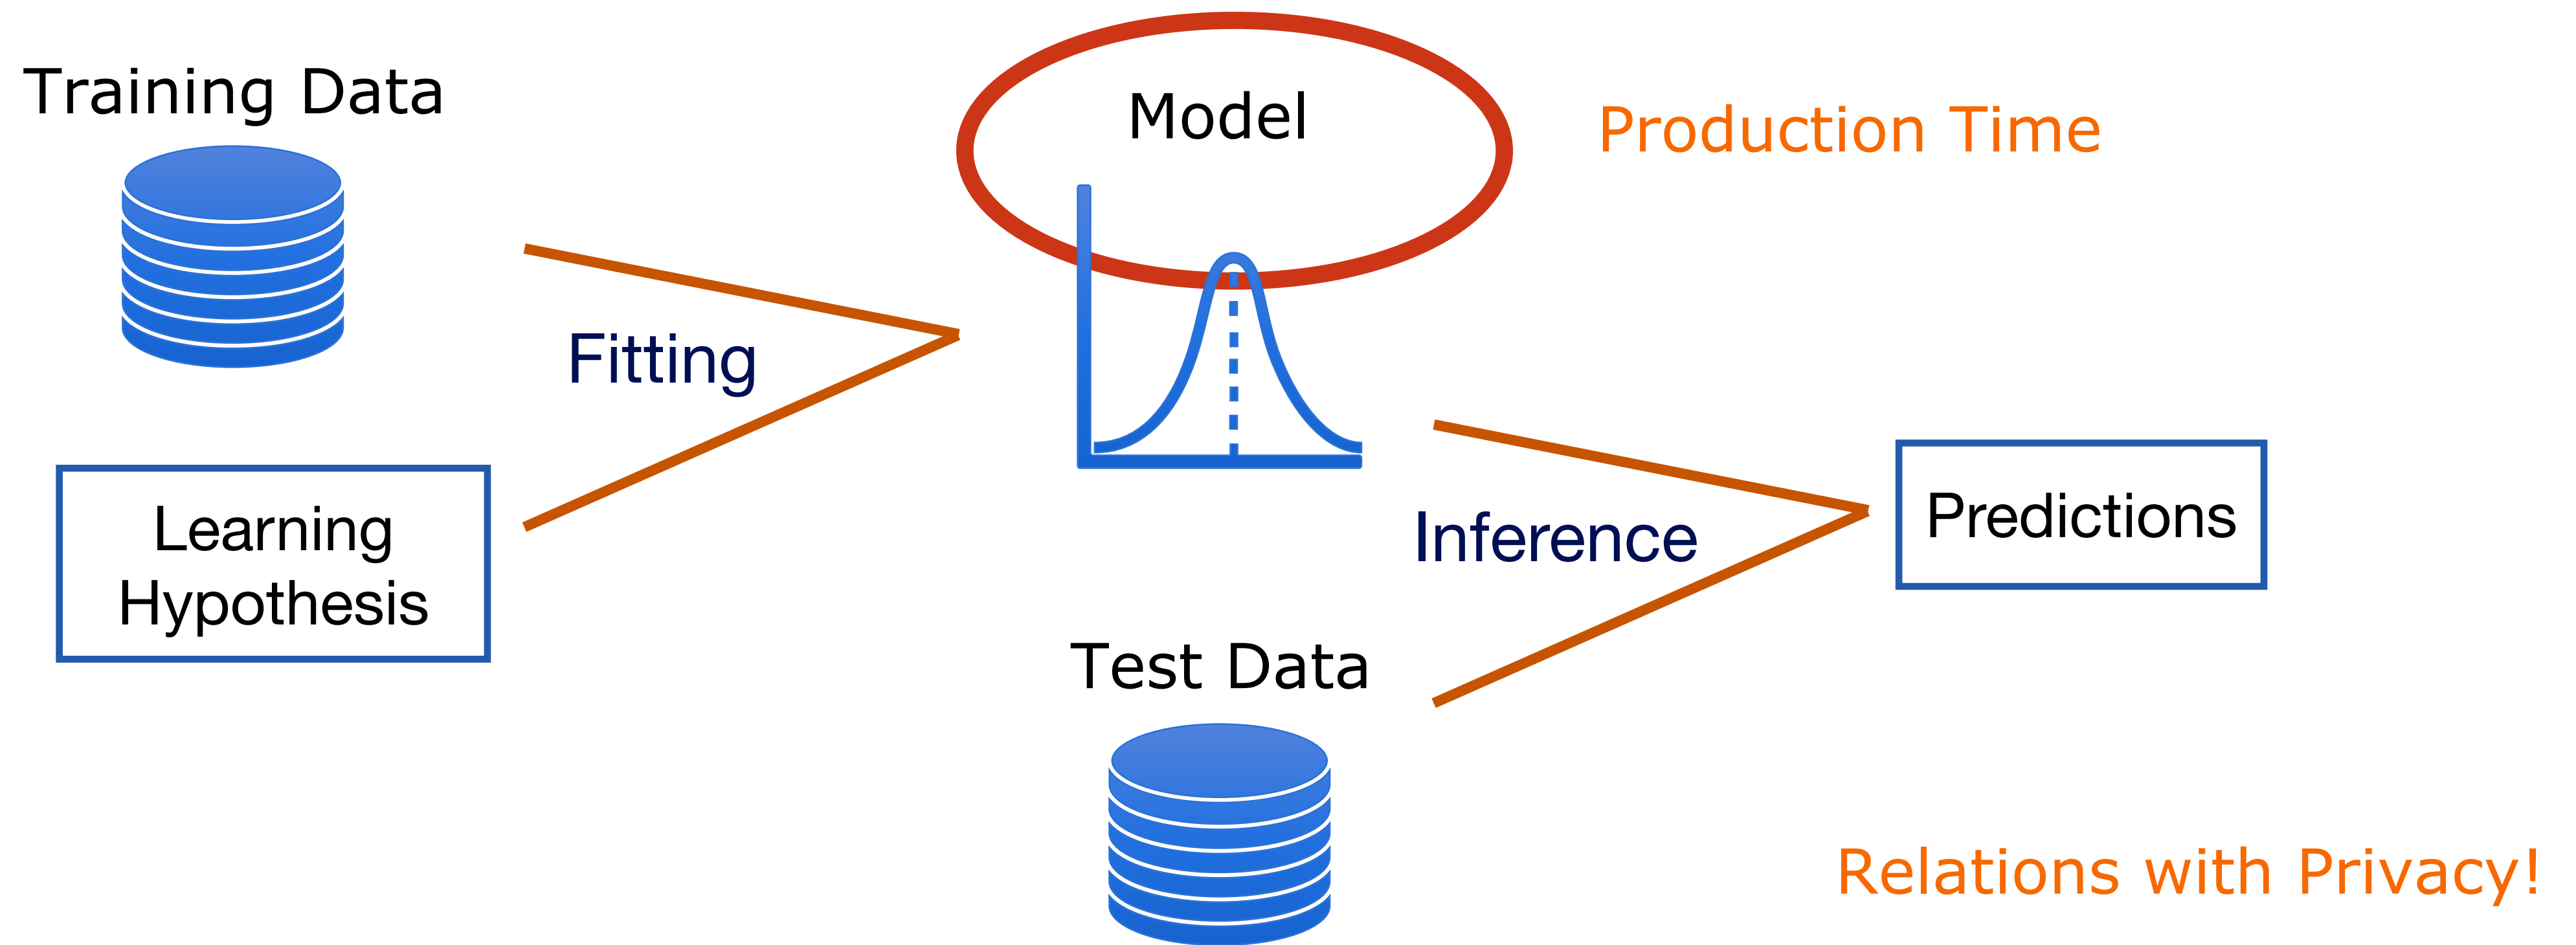 Training Data
Model
Production Time
Fitting
Learning
Hypothesis
Inference
Predictions
Test Data
Relations with Privacy!